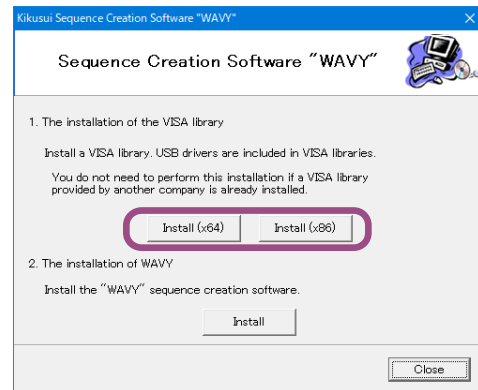 Kikusui Sequence Creation Software "WAVY"
Sequence Creation Software "WAVY"
1. The installation of the VISA library
Install a VISA library. USB drivers are included in VISA libraries.
You do not need to perform this installation if a VISA library
provided by another company is already installed.
Install (x64) Install (x86)
2. The installation of WAVY
Install the "WAVY" sequence creation software.
Install
Close